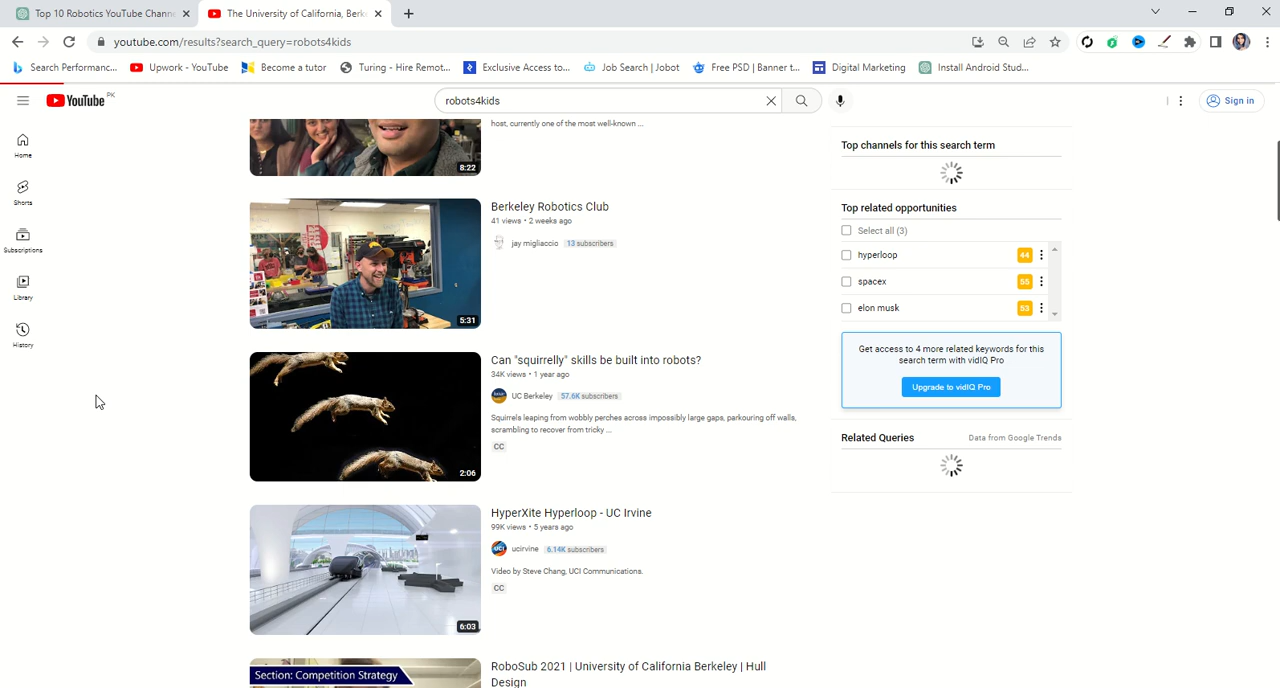 Top 10 Robotics YouTube Chann
The University of California, Berk
youtube.com/results?search_query=robots4kids
Search Performanc...
Upwork - YouTube
Become a tutor
Turing - Hire Remot...
Exclusive Access to...
Job Search | Jobot
Free PSD | Banner t...
Digital Marketing
Install Android Stud...
YouTube PK
robots4kids
Sign in
Home
Shorts
Subscriptions
Library
History
host, currently one of the most well-known ...
8:22
Berkeley Robotics Club
41 views • 2 weeks ago
jay migliaccio 13 subscribers
5:31
Can "squirrelly" skills be built into robots?
34K views • 1 year ago
UC Berkeley 57.6K subscribers
Squirrels leaping from wobbly perches across impossibly large gaps, parkouring off walls,
scrambling to recover from tricky ...
CC
2:06
HyperXite Hyperloop - UC Irvine
99K views • 5 years ago
UCI ucirvine 6.14K subscribers
Video by Steve Chang, UCI Communications.
CC
6:03
Section: Competition Strategy
RoboSub 2021 | University of California Berkeley | Hull
Design
Top channels for this search term
Top related opportunities
Select all (3)
hyperloop 44
spacex 55
elon musk 53
Get access to 4 more related keywords for this
search term with vidIQ Pro
Upgrade to vidIQ Pro
Related Queries
Data from Google Trends